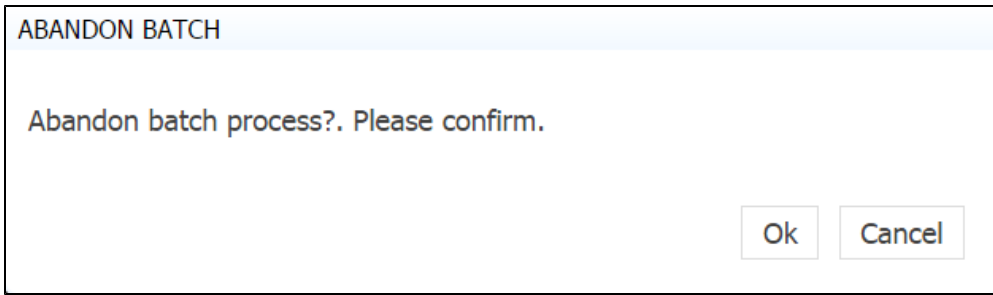 ABANDON BATCH
Abandon batch process?. Please confirm.
Ok Cancel